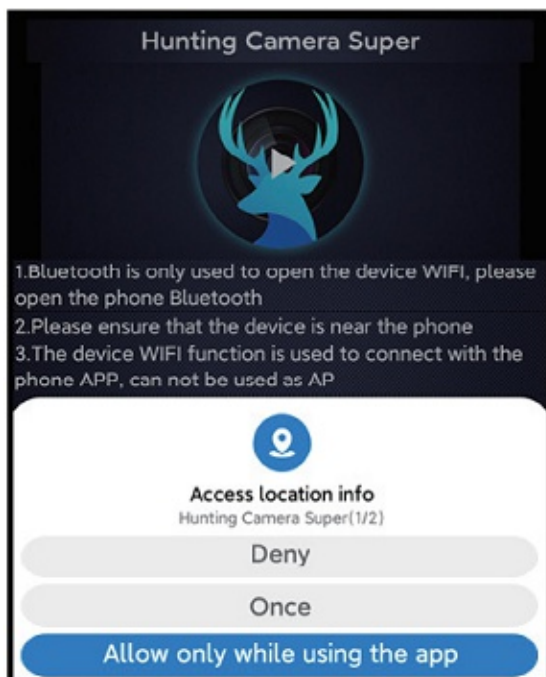 Hunting Camera Super
1.Bluetooth is only used to open the device WIFI, please
open the phone Bluetooth
2.Please ensure that the device is near the phone
3.The device WIFI function is used to connect with the
phone APP, can not be used as AP
Access location info
Hunting Camera Super(1/2)
Deny
Once
Allow only while using the app